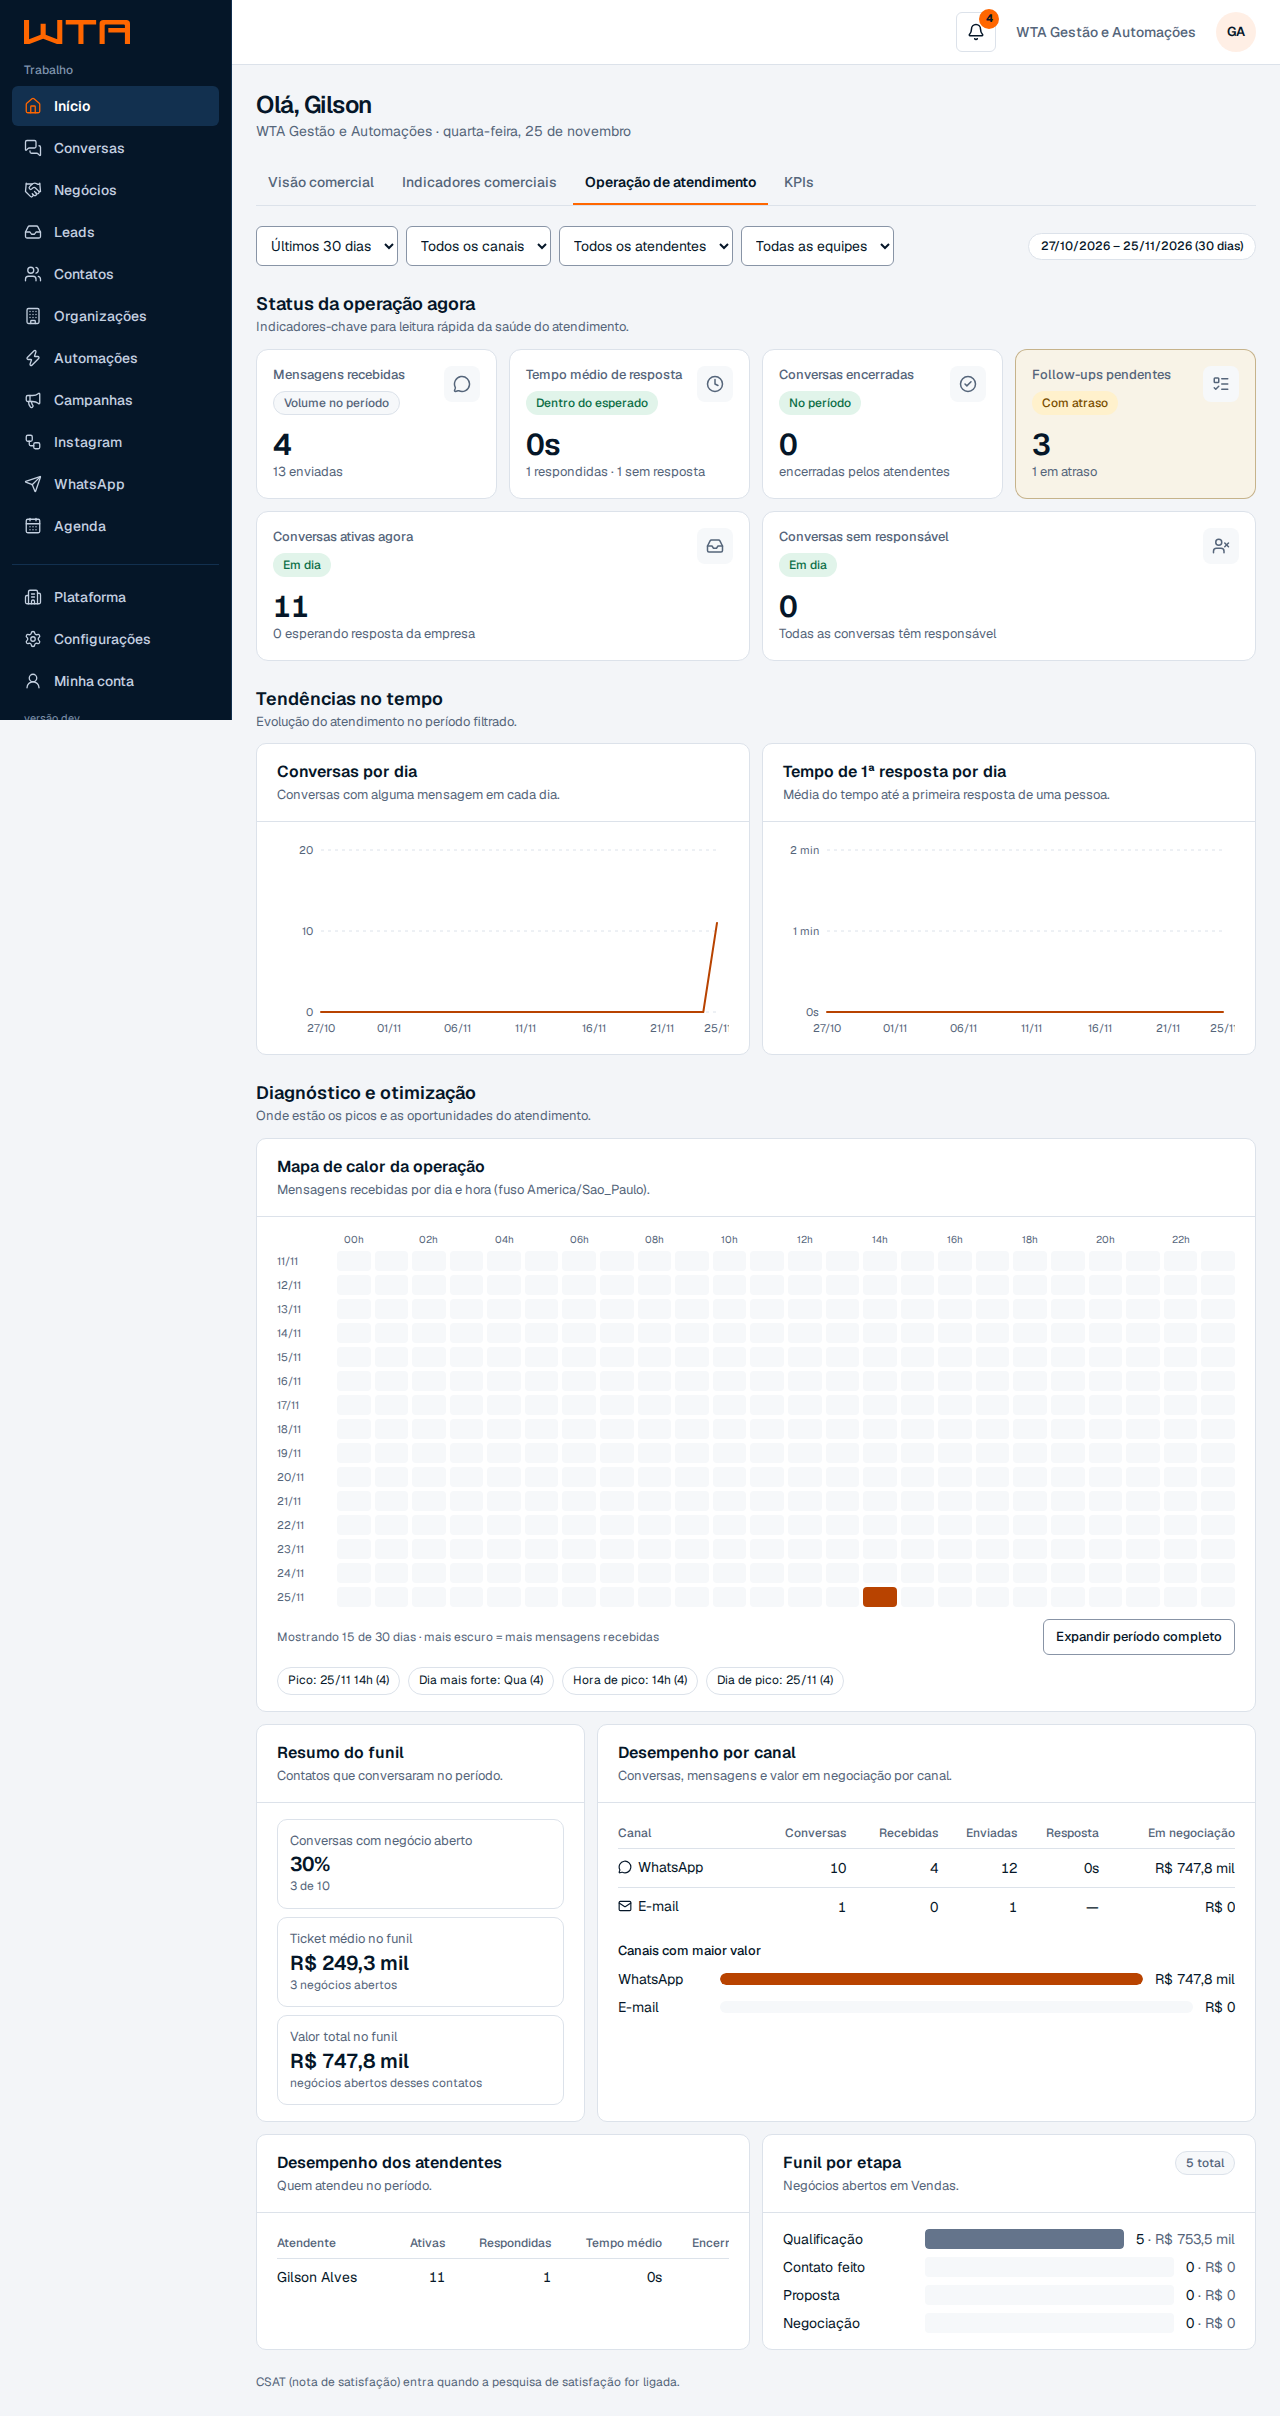 WTA
Trabalho
Início
Conversas
Negócios
Leads
Contatos
Organizações
Automações
Campanhas
Instagram
WhatsApp
Agenda
Plataforma
Configurações
Minha conta
versão dev
4
WTA Gestão e Automações
GA
Olá, Gilson
WTA Gestão e Automações · quarta-feira, 25 de novembro
Visão comercial Indicadores comerciais Operação de atendimento KPIs
Últimos 30 dias Todos os canais Todos os atendentes Todas as equipes 27/10/2026 – 25/11/2026 (30 dias)
Status da operação agora
Indicadores-chave para leitura rápida da saúde do atendimento.
Mensagens recebidas
Volume no período
4
13 enviadas
Tempo médio de resposta
Dentro do esperado
0s
1 respondidas · 1 sem resposta
Conversas encerradas
No período
0
encerradas pelos atendentes
Follow-ups pendentes
Com atraso
3
1 em atraso
Conversas ativas agora
Em dia
11
0 esperando resposta da empresa
Conversas sem responsável
Em dia
0
Todas as conversas têm responsável
Tendências no tempo
Evolução do atendimento no período filtrado.
Conversas por dia
Conversas com alguma mensagem em cada dia.
20
10
0
27/10 01/11 06/11 11/11 16/11 21/11 25/11
Tempo de 1ª resposta por dia
Média do tempo até a primeira resposta de uma pessoa.
2 min
1 min
0s
27/10 01/11 06/11 11/11 16/11 21/11 25/11
Diagnóstico e otimização
Onde estão os picos e as oportunidades do atendimento.
Mapa de calor da operação
Mensagens recebidas por dia e hora (fuso America/Sao_Paulo).
00h 02h 04h 06h 08h 10h 12h 14h 16h 18h 20h 22h
11/11
12/11
13/11
14/11
15/11
16/11
17/11
18/11
19/11
20/11
21/11
22/11
23/11
24/11
25/11
Mostrando 15 de 30 dias · mais escuro = mais mensagens recebidas
Expandir período completo
Pico: 25/11 14h (4) Dia mais forte: Qua (4) Hora de pico: 14h (4) Dia de pico: 25/11 (4)
Resumo do funil
Contatos que conversaram no período.
Conversas com negócio aberto
30%
3 de 10
Ticket médio no funil
R$ 249,3 mil
3 negócios abertos
Valor total no funil
R$ 747,8 mil
negócios abertos desses contatos
Desempenho por canal
Conversas, mensagens e valor em negociação por canal.
Canal Conversas Recebidas Enviadas Resposta Em negociação
WhatsApp 10 4 12 0s R$ 747,8 mil
E-mail 1 0 1 — R$ 0
Canais com maior valor
WhatsApp R$ 747,8 mil
E-mail R$ 0
Desempenho dos atendentes
Quem atendeu no período.
Atendente Ativas Respondidas Tempo médio Encerr
Gilson Alves 11 1 0s
Funil por etapa
5 total
Negócios abertos em Vendas.
Qualificação 5 · R$ 753,5 mil
Contato feito 0 · R$ 0
Proposta 0 · R$ 0
Negociação 0 · R$ 0
CSAT (nota de satisfação) entra quando a pesquisa de satisfação for ligada.